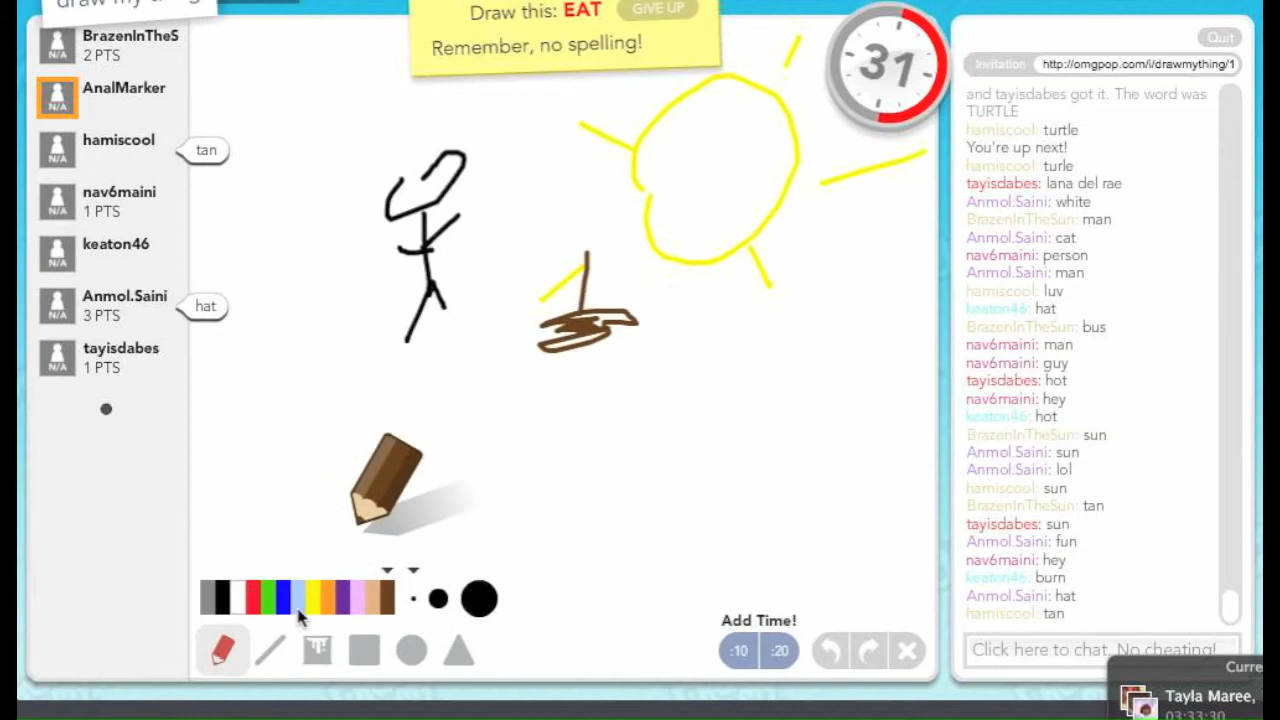 Draw this: EAT
GIVE UP
Remember, no spelling!
31
BrazenInTheS
2 PTS
N/A
AnalMarker
N/A
hamiscool
N/A
tan
nav6maini
1 PTS
N/A
keaton46
N/A
Anmol.Saini
3 PTS
N/A
hat
tayisdabes
1 PTS
N/A
Add Time!
:10
:20
Quit
Invitation
http://omgpop.com/i/drawmything/1
and tayisdabes got it. The word was
TURTLE
hamiscool: turtle
You're up next!
hamiscool: turle
tayisdabes: lana del rae
Anmol.Saini: white
BrazenInTheSun: man
Anmol.Saini: cat
nav6maini: person
Anmol.Saini: man
hamiscool: luv
keaton46: hat
BrazenInTheSun: bus
nav6maini: man
nav6maini: guy
tayisdabes: hot
nav6maini: hey
keaton46: hot
BrazenInTheSun: sun
Anmol.Saini: sun
Anmol.Saini: lol
hamiscool: sun
BrazenInTheSun: tan
tayisdabes: sun
Anmol.Saini: fun
nav6maini: hey
keaton46: burn
Anmol.Saini: hat
hamiscool: tan
Click here to chat. No cheating!
Curre
Tayla Maree,
03:33:30